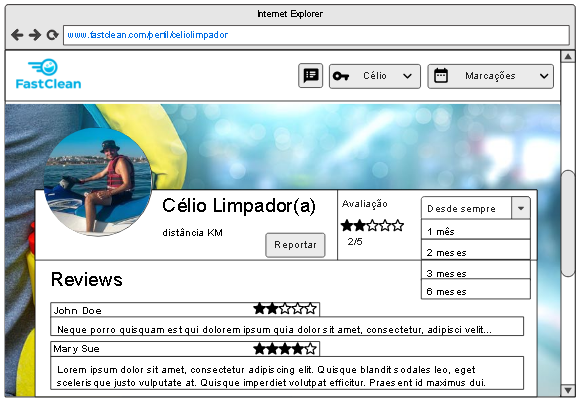 Internet Explorer
www.fastclean.com/perfil/celiolimpador
FastClean
Célio
Marcações
Célio Limpador(a)
distância KM
Reportar
Avaliação
2/5
Desde sempre
1 mês
2 meses
3 meses
6 meses
Reviews
John Doe
Neque porro quisquam est qui dolorem ipsum quia dolor sit amet, consectetur, adipisci velit...
Mary Sue
Lorem ipsum dolor sit amet, consectetur adipiscing elit. Quisque blandit sodales leo, eget
scelerisque justo vulputate at. Quisque imperdiet volutpat efficitur. Praesent id maximus dui.